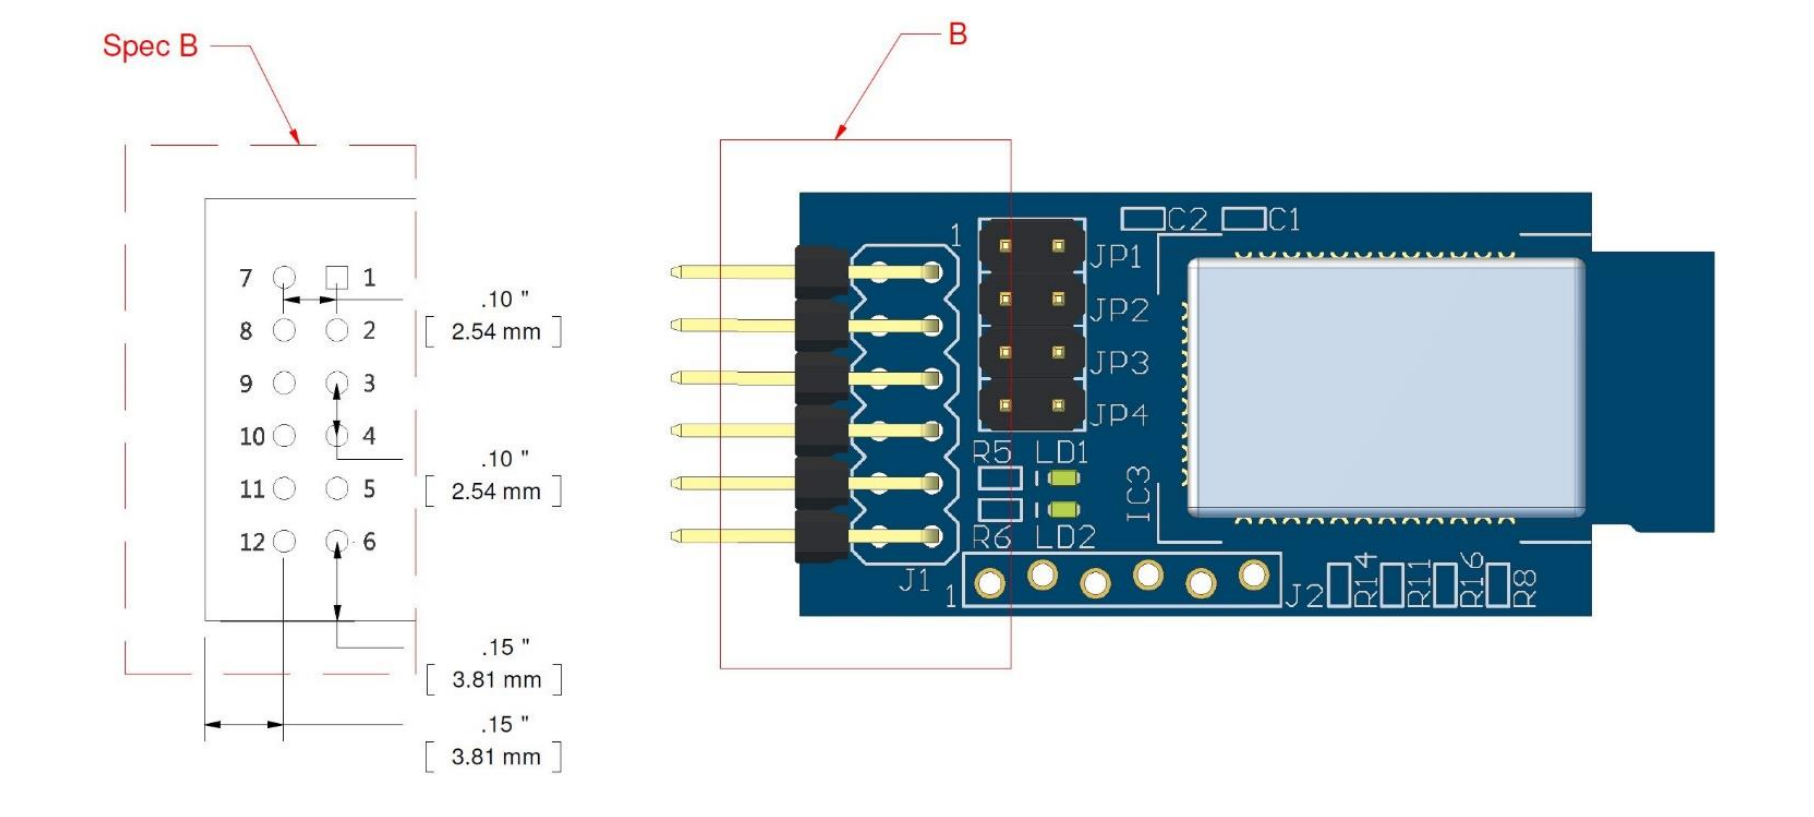 Spec B
7 1
8 2
9 3
10 4
11 5
12 6
.10 "
[ 2.54 mm ]
.10 "
[ 2.54 mm ]
.15 "
[ 3.81 mm ]
.15 "
[ 3.81 mm ]
B
1
C2 C1
JP1
JP2
JP3
JP4
R5 LD1
R6 LD2
IC3
J1
1
J2
R14
R11
R16
R8